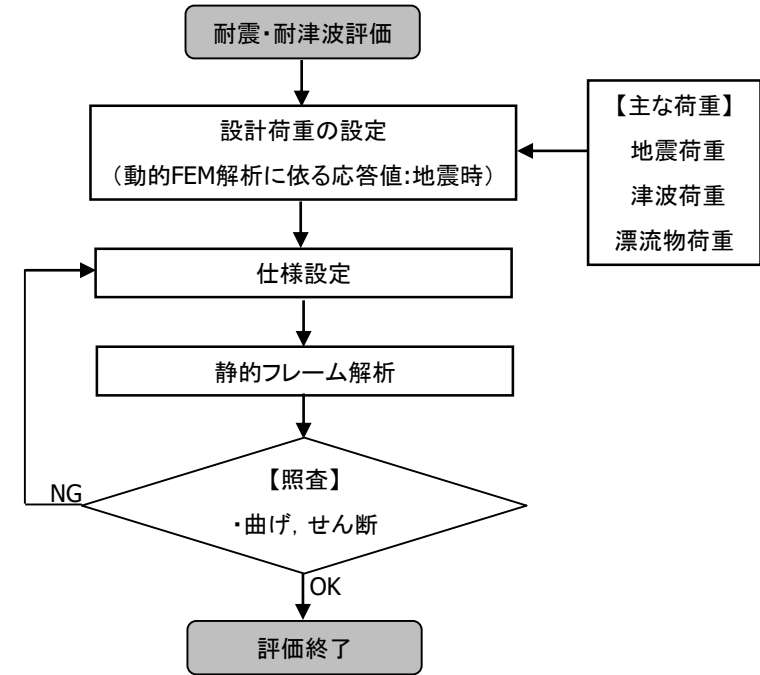 耐震・耐津波評価
設計荷重の設定
（動的FEM解析に依る応答値:地震時）
【主な荷重】
地震荷重
津波荷重
漂流物荷重
仕様設定
静的フレーム解析
【照査】
・曲げ，せん断
NG
OK
評価終了